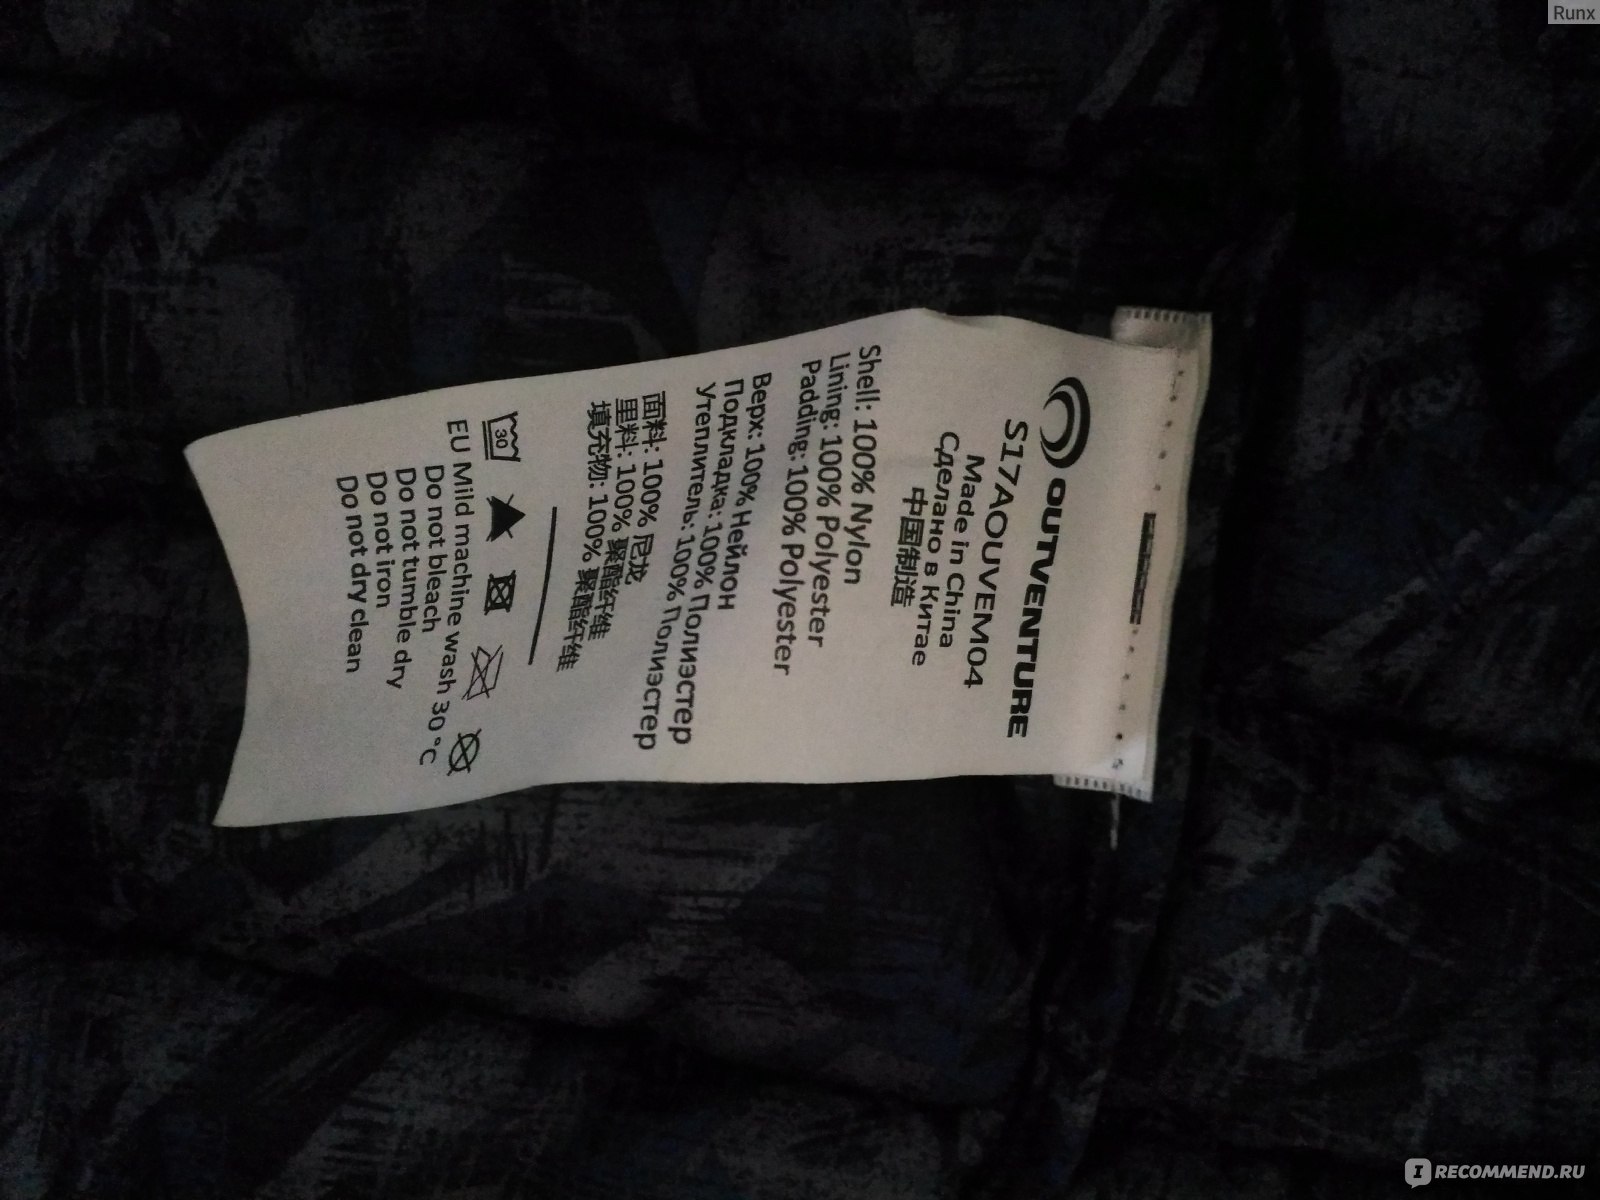 OUTVENTURE
S17AOUVEM04
Made in China
Сделано в Китае
中国制造
Shell: 100% Nylon
Lining: 100% Polyester
Padding: 100% Polyester
Верх: 100% Нейлон
Подкладка: 100% Полиэстер
Утеплитель: 100% Полиэстер
面料: 100% 尼龙
里料: 100% 聚酯纤维
填充物: 100% 聚酯纤维
30
EU Mild machine wash 30 °C
Do not bleach
Do not tumble dry
Do not iron
Do not dry clean
Runx
IRECOMMEND.RU